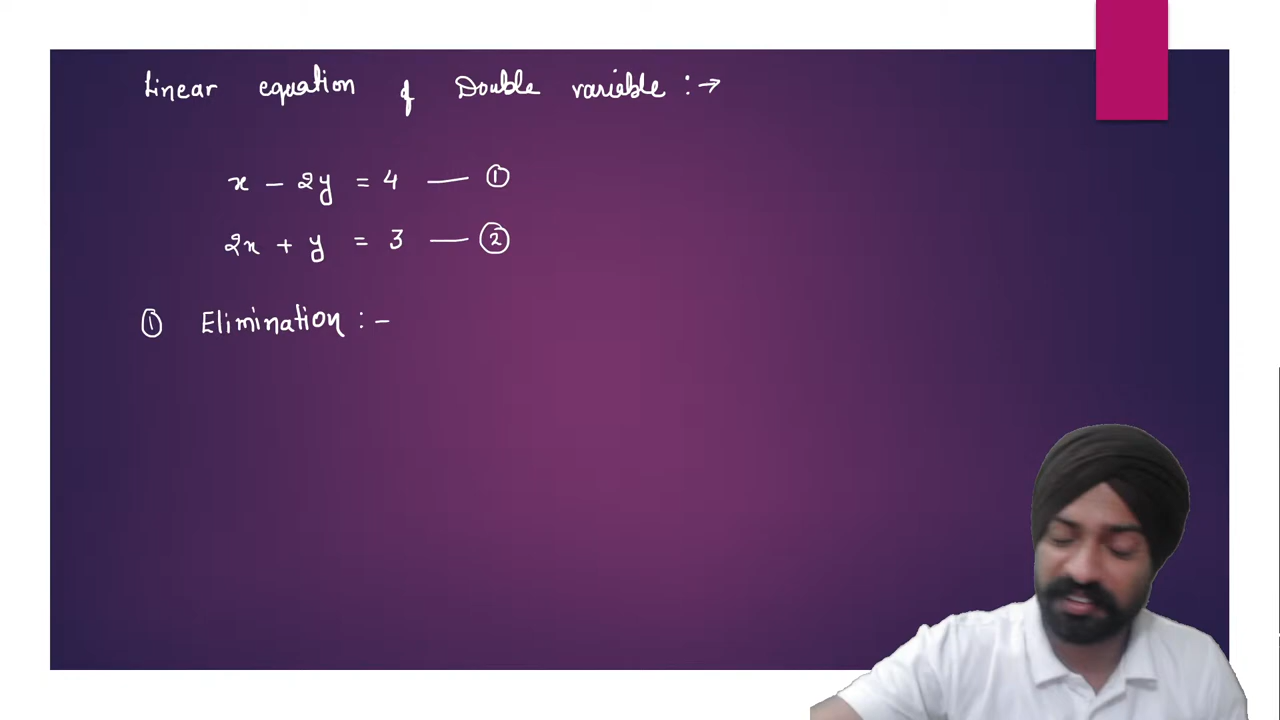 Linear equation of Double variable :→
x - 2y = 4 — ①
2x + y = 3 — ②
① Elimination :-